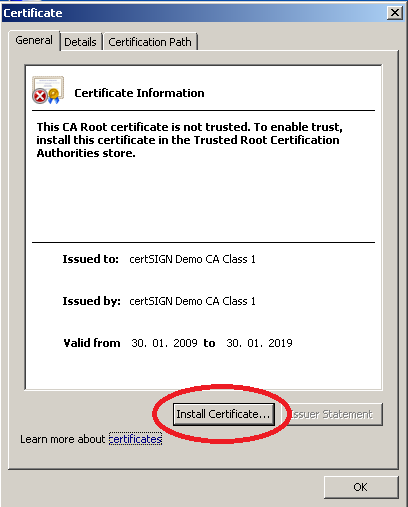 Certificate
General Details Certification Path
Certificate Information
This CA Root certificate is not trusted. To enable trust,
install this certificate in the Trusted Root Certification
Authorities store.
Issued to: certSIGN Demo CA Class 1
Issued by: certSIGN Demo CA Class 1
Valid from 30. 01. 2009 to 30. 01. 2019
Install Certificate... Issuer Statement
Learn more about certificates
OK